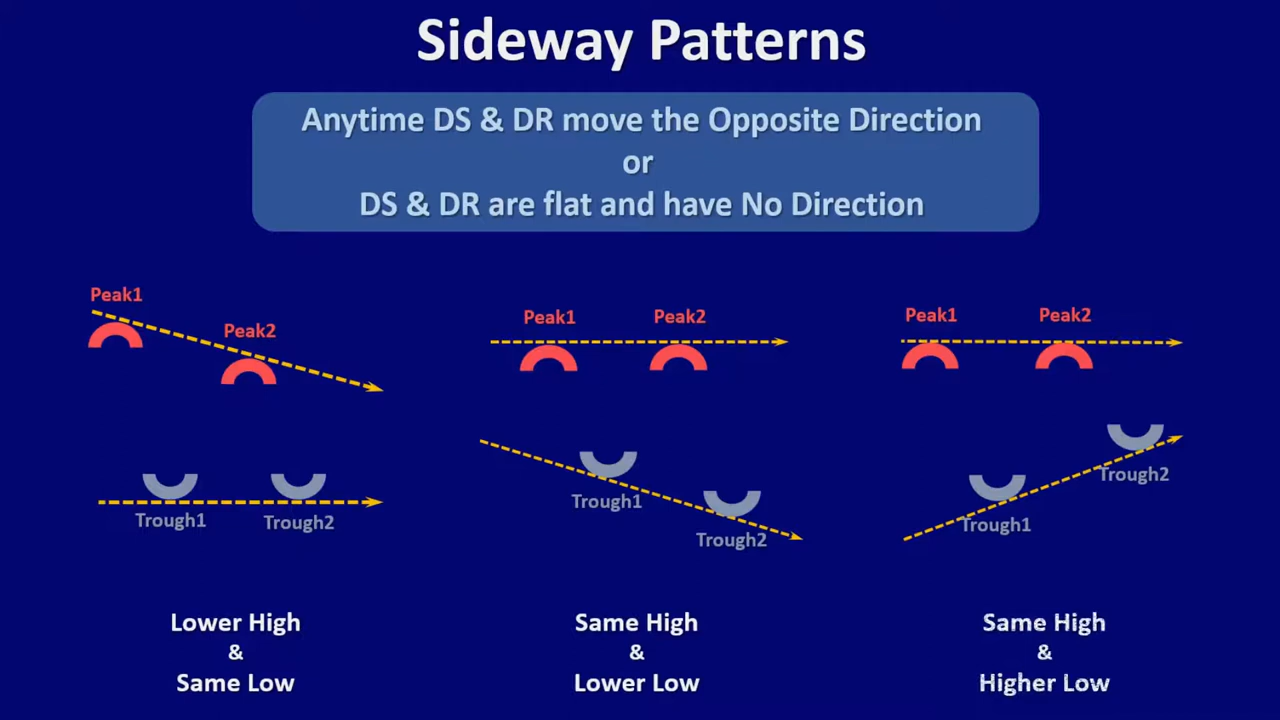 Sideway Patterns
Anytime DS & DR move the Opposite Direction
or
DS & DR are flat and have No Direction
Peak1
Peak2
Trough1
Trough2
Lower High
&
Same Low
Peak1
Peak2
Trough1
Trough2
Same High
&
Lower Low
Peak1
Peak2
Trough1
Trough2
Same High
&
Higher Low